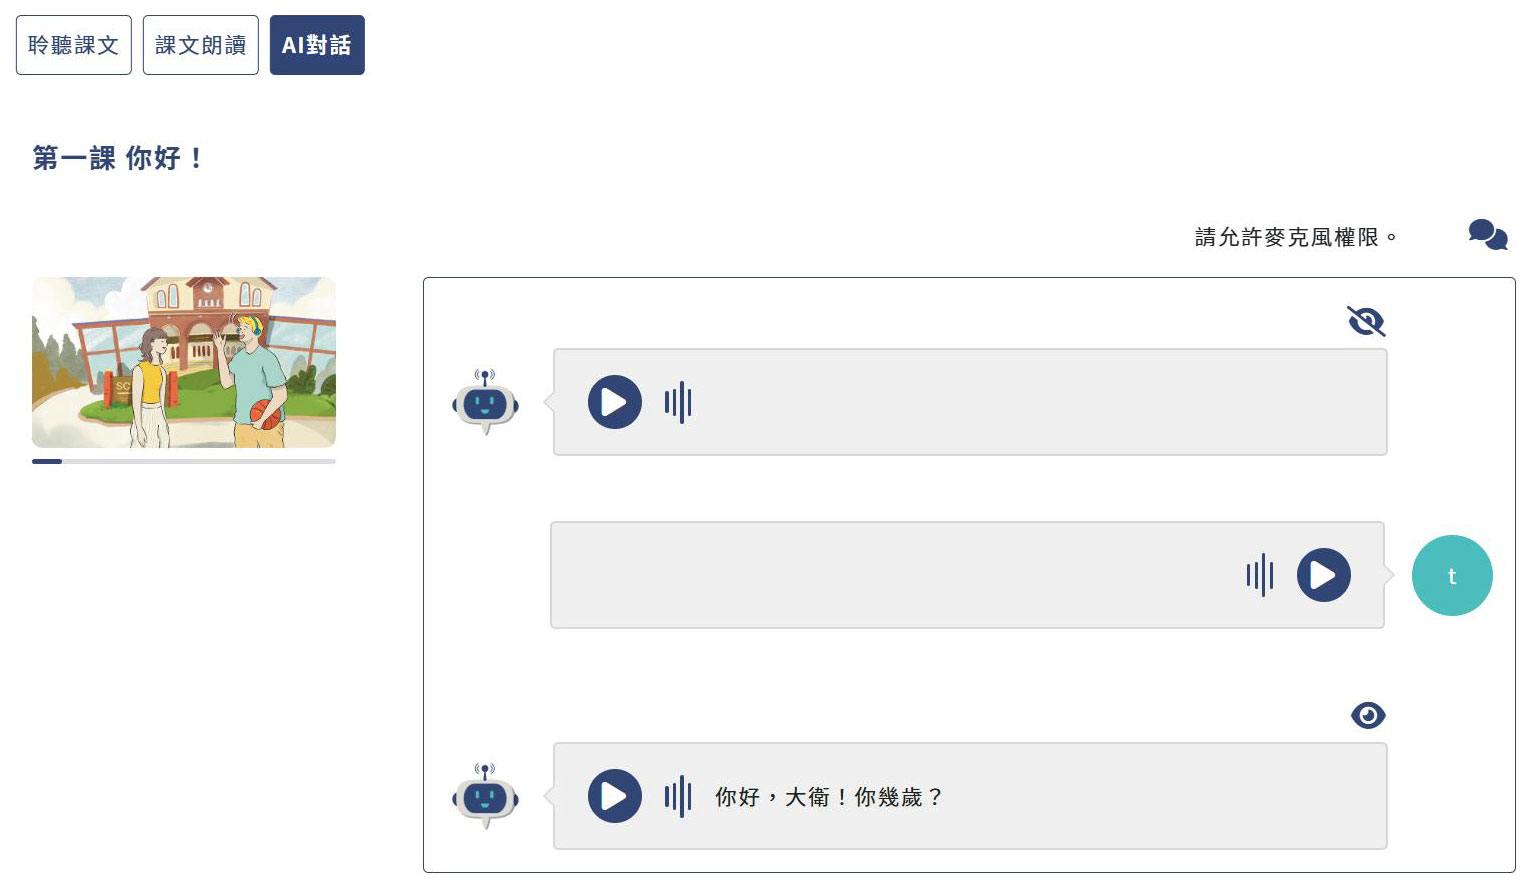 聆聽課文
課文朗讀
AI對話
第一課 你好！
請允許麥克風權限。
SC
t
你好，大衛！你幾歲？